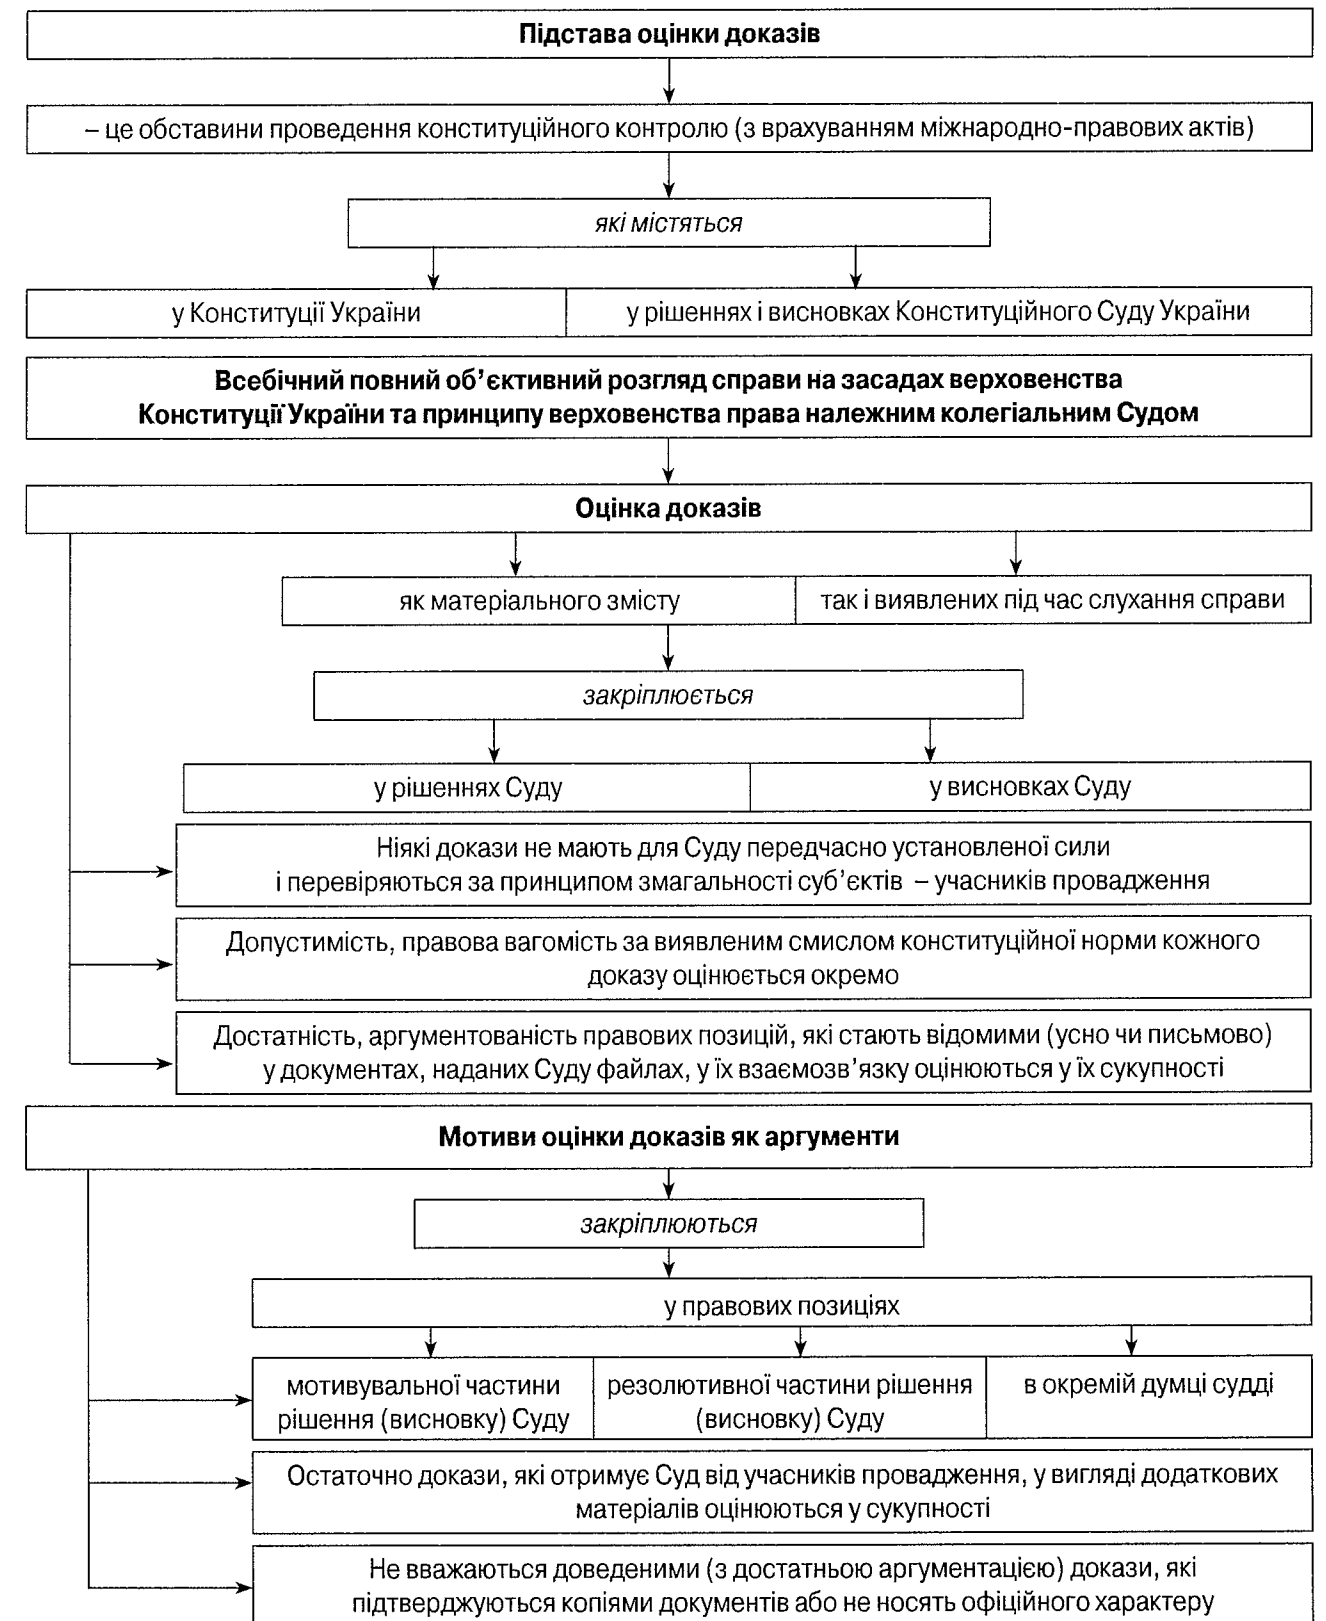 Підстава оцінки доказів
– це обставини проведення конституційного контролю (з врахуванням міжнародно-правових актів)
які містяться
у Конституції України
у рішеннях і висновках Конституційного Суду України
Всебічний повний об’єктивний розгляд справи на засадах верховенства
Конституції України та принципу верховенства права належним колегіальним Судом
Оцінка доказів
як матеріального змісту
так і виявлених під час слухання справи
закріплюється
у рішеннях Суду
у висновках Суду
Ніякі докази не мають для Суду передчасно установленої сили
і перевіряються за принципом змагальності суб’єктів – учасників провадження
Допустимість, правова вагомість за виявленим смислом конституційної норми кожного
доказу оцінюється окремо
Достатність, аргументованість правових позицій, які стають відомими (усно чи письмово)
у документах, наданих Суду файлах, у їх взаємозв’язку оцінюються у їх сукупності
Мотиви оцінки доказів як аргументи
закріплюються
у правових позиціях
мотивувальної частини
рішення (висновку) Суду
резолютивної частини рішення
(висновку) Суду
в окремій думці судді
Остаточно докази, які отримує Суд від учасників провадження, у вигляді додаткових
матеріалів оцінюються у сукупності
Не вважаються доведеними (з достатньою аргументацією) докази, які
підтверджуються копіями документів або не носять офіційного характеру